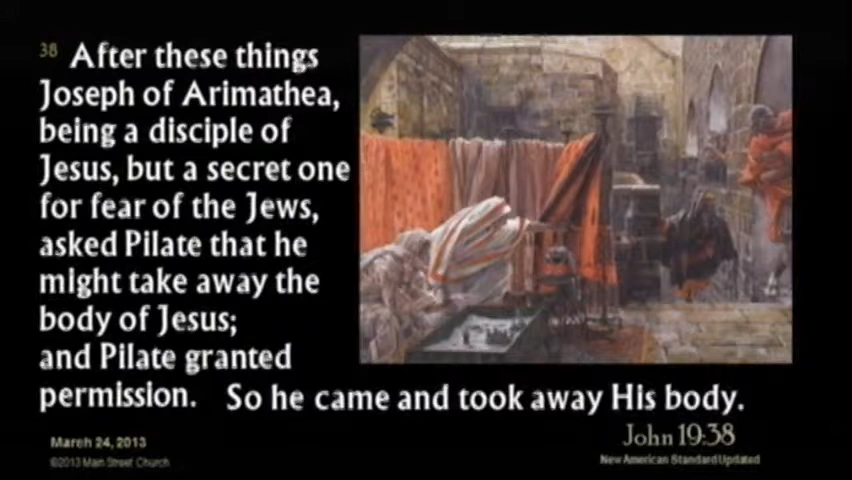 38 After these things
Joseph of Arimathea,
being a disciple of
Jesus, but a secret one
for fear of the Jews,
asked Pilate that he
might take away the
body of Jesus;
and Pilate granted
permission. So he came and took away His body.
John 19:38
New American Standard Updated
March 24, 2013
©2013 Main Street Church